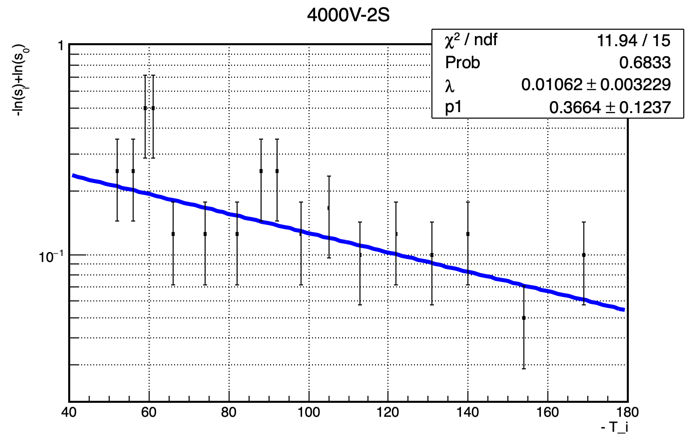 4000V-2S
χ² / ndf 11.94 / 15
Prob 0.6833
λ 0.01062 ± 0.003229
p1 0.3664 ± 0.1237
-ln(s_i)+ln(s_0)
1
10⁻¹
40 60 80 100 120 140 160 180
- T_i